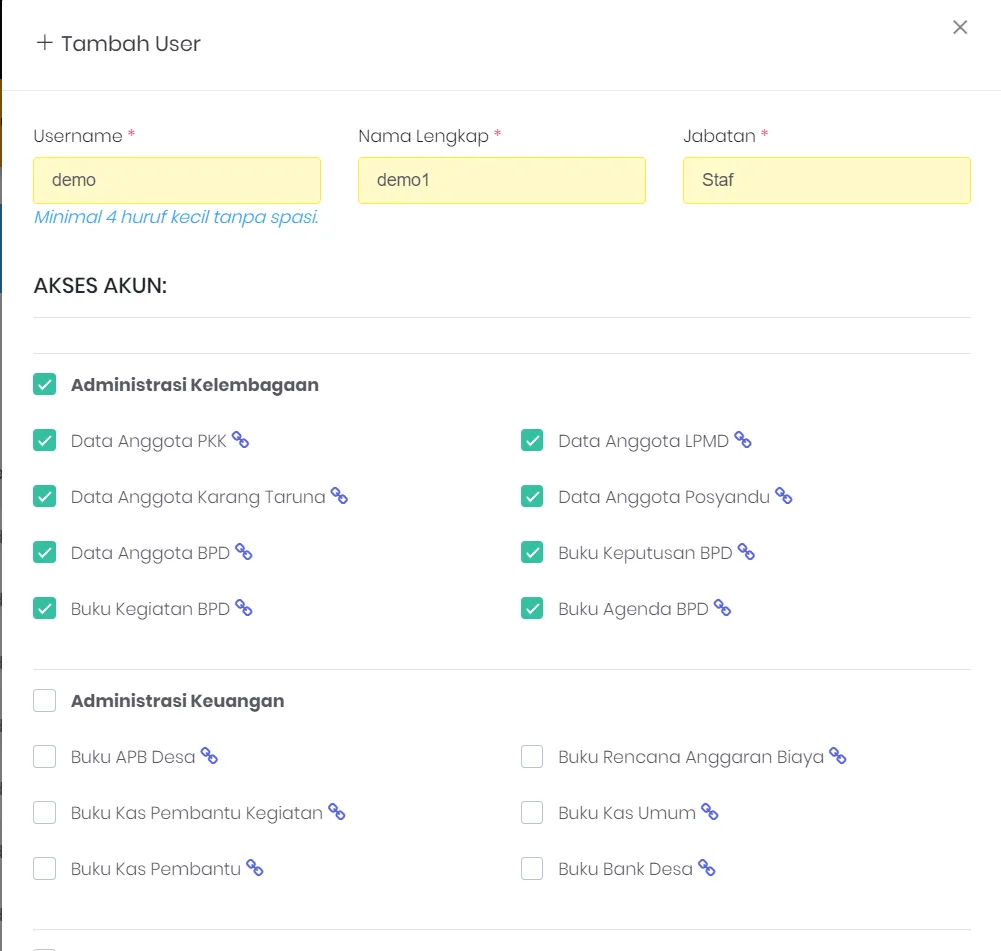 + Tambah User
Username * Nama Lengkap * Jabatan *
demo demo1 Staf
Minimal 4 huruf kecil tanpa spasi.
AKSES AKUN:
Administrasi Kelembagaan
Data Anggota PKK Data Anggota LPMD
Data Anggota Karang Taruna Data Anggota Posyandu
Data Anggota BPD Buku Keputusan BPD
Buku Kegiatan BPD Buku Agenda BPD
Administrasi Keuangan
Buku APB Desa Buku Rencana Anggaran Biaya
Buku Kas Pembantu Kegiatan Buku Kas Umum
Buku Kas Pembantu Buku Bank Desa